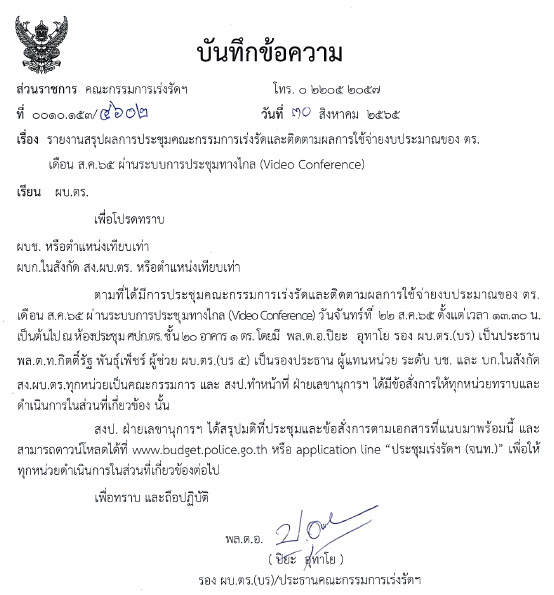 บันทึกข้อความ
ส่วนราชการ คณะกรรมการเร่งรัดฯ โทร. ๐ ๒๒๐๕ ๒๐๕๗
ที่ ๐๐๑๐.๑๕๓/๔๖๐๒ วันที่ ๓๐ สิงหาคม ๒๕๖๕
เรื่อง รายงานสรุปผลการประชุมคณะกรรมการเร่งรัดและติดตามผลการใช้จ่ายงบประมาณของ ตร.
เดือน ส.ค.๖๕ ผ่านระบบการประชุมทางไกล (Video Conference)
เรียน ผบ.ตร.
เพื่อโปรดทราบ
ผบช. หรือตำแหน่งเทียบเท่า
ผบก.ในสังกัด สง.ผบ.ตร. หรือตำแหน่งเทียบเท่า
ตามที่ได้มีการประชุมคณะกรรมการเร่งรัดและติดตามผลการใช้จ่ายงบประมาณของ ตร.
เดือน ส.ค.๖๕ ผ่านระบบการประชุมทางไกล (Video Conference) วันจันทร์ที่ ๒๒ ส.ค.๖๕ ตั้งแต่เวลา ๑๓.๓๐ น.
เป็นต้นไป ณ ห้องประชุม ศปก.ตร. ชั้น ๒๐ อาคาร ๑ ตร. โดยมี พล.ต.อ.ปิยะ อุทาโย รอง ผบ.ตร.(บร) เป็นประธาน
พล.ต.ท.กิตติ์รัฐ พันธุ์เพ็ชร์ ผู้ช่วย ผบ.ตร.(บร ๕) เป็นรองประธาน ผู้แทนหน่วย ระดับ บช. และ บก.ในสังกัด
สง.ผบ.ตร.ทุกหน่วยเป็นคณะกรรมการ และ สงป.ทำหน้าที่ ฝ่ายเลขานุการฯ ได้มีข้อสั่งการให้ทุกหน่วยทราบและ
ดำเนินการในส่วนที่เกี่ยวข้อง นั้น
สงป. ฝ่ายเลขานุการฯ ได้สรุปมติที่ประชุมและข้อสั่งการตามเอกสารที่แนบมาพร้อมนี้ และ
สามารถดาวน์โหลดได้ที่ www.budget.police.go.th หรือ application line “ประชุมเร่งรัดฯ (จนท.)” เพื่อให้
ทุกหน่วยดำเนินการในส่วนที่เกี่ยวข้องต่อไป
เพื่อทราบ และถือปฏิบัติ
พล.ต.อ.
( ปิยะ อุทาโย )
รอง ผบ.ตร.(บร)/ประธานคณะกรรมการเร่งรัดฯ